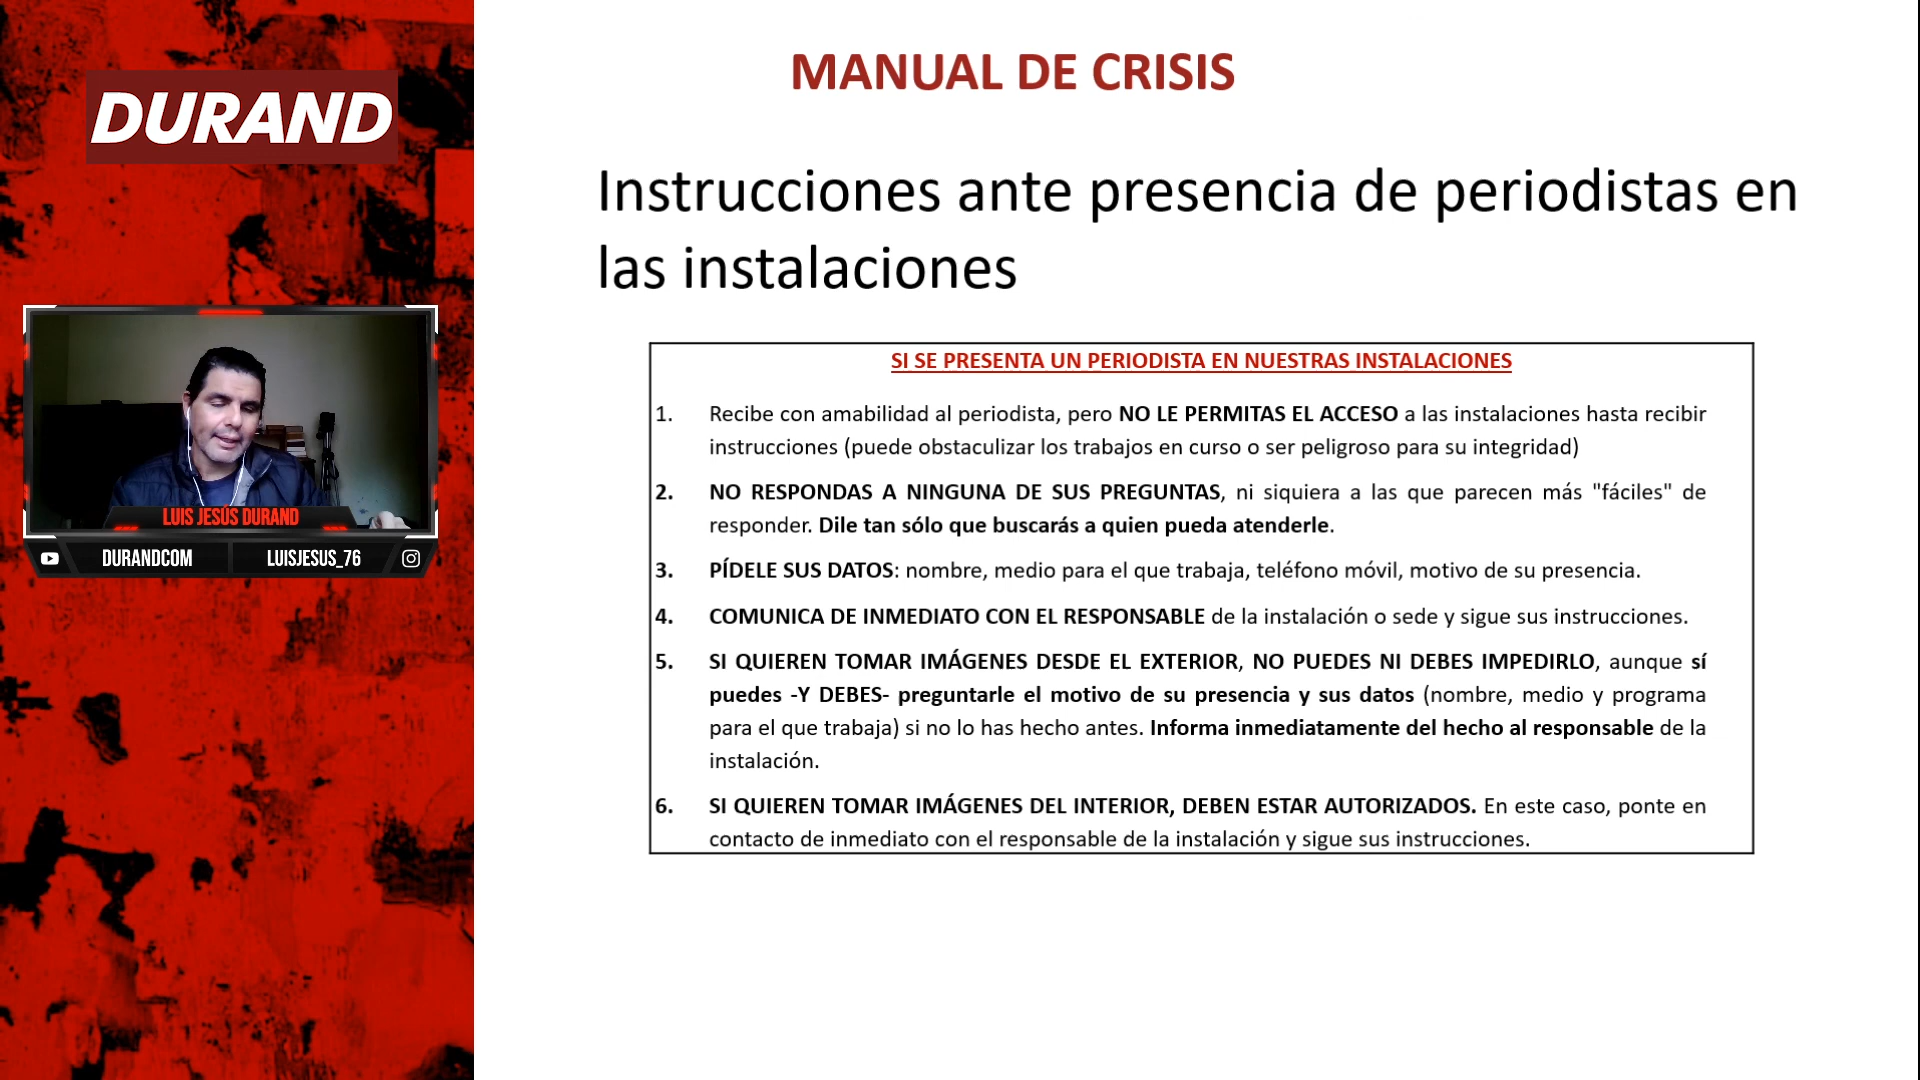 DURAND
LUIS JESÚS DURAND
DURANDCOM
LUISJESUS_76
MANUAL DE CRISIS
Instrucciones ante presencia de periodistas en
las instalaciones
SI SE PRESENTA UN PERIODISTA EN NUESTRAS INSTALACIONES
1. Recibe con amabilidad al periodista, pero NO LE PERMITAS EL ACCESO a las instalaciones hasta recibir
instrucciones (puede obstaculizar los trabajos en curso o ser peligroso para su integridad)
2. NO RESPONDAS A NINGUNA DE SUS PREGUNTAS, ni siquiera a las que parecen más "fáciles" de
responder. Dile tan sólo que buscarás a quien pueda atenderle.
3. PÍDELE SUS DATOS: nombre, medio para el que trabaja, teléfono móvil, motivo de su presencia.
4. COMUNICA DE INMEDIATO CON EL RESPONSABLE de la instalación o sede y sigue sus instrucciones.
5. SI QUIEREN TOMAR IMÁGENES DESDE EL EXTERIOR, NO PUEDES NI DEBES IMPEDIRLO, aunque sí
puedes -Y DEBES- preguntarle el motivo de su presencia y sus datos (nombre, medio y programa
para el que trabaja) si no lo has hecho antes. Informa inmediatamente del hecho al responsable de la
instalación.
6. SI QUIEREN TOMAR IMÁGENES DEL INTERIOR, DEBEN ESTAR AUTORIZADOS. En este caso, ponte en
contacto de inmediato con el responsable de la instalación y sigue sus instrucciones.